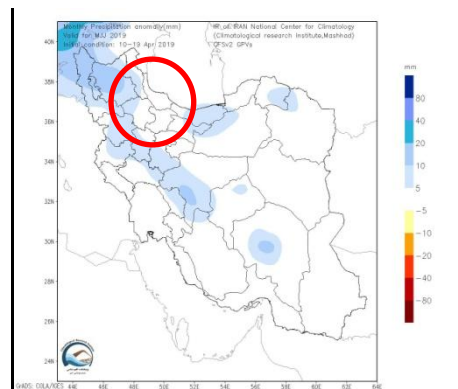 Monthly Precipitation anomaly(mm)
Valid for MJJ 2019
Initial condition: 10-19 Apr 2019
IRAN National Center for Climatology
(Climatological research Institute,Mashhad)
CFSv2 GPVs
mm
80
40
20
10
5
-5
-10
-20
-40
-80
40N
38N
36N
34N
32N
30N
28N
26N
24N
44E 46E 48E 50E 52E 54E 56E 58E 60E 62E 64E
GrADS: COLA/IGES